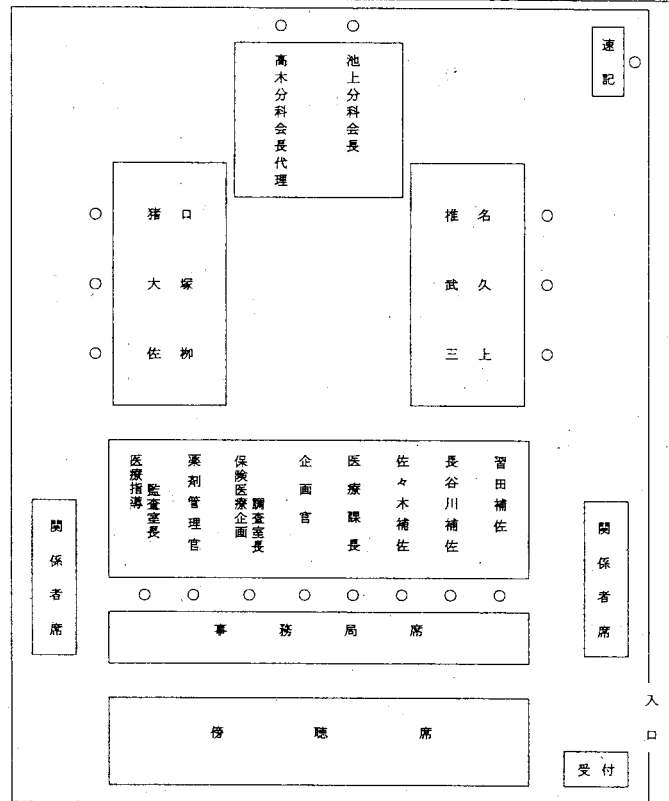 速記
池上分科会長
高木分科会長代理
猪口
大塚
佐柳
椎名
武久
三上
医療指導監査室長
薬剤管理官
保険医療企画調査室長
企画官
医療課長
佐々木補佐
長谷川補佐
習田補佐
関係者席
関係者席
事務局席
傍聴席
入口
受付